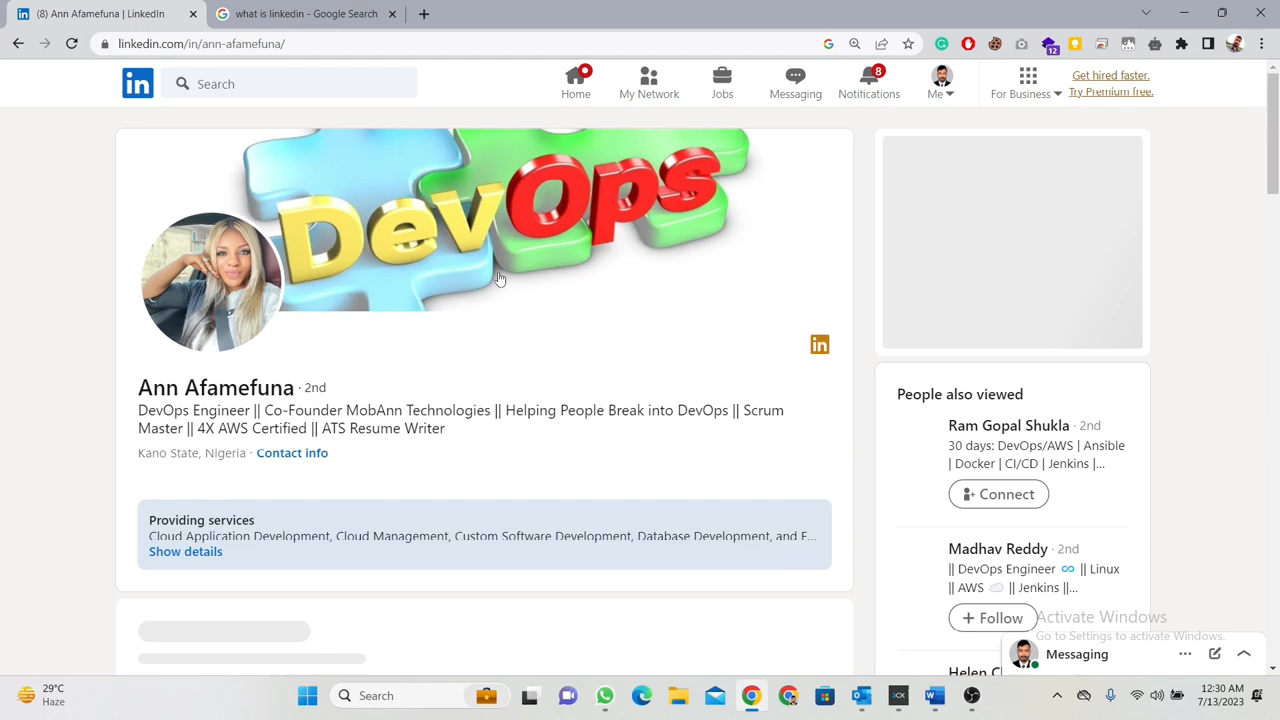 (8) Ann Afamefuna | LinkedIn
what is linkedin - Google Search
linkedin.com/in/ann-afamefuna/
12
in
Search
Home
My Network
Jobs
Messaging
8
Notifications
Me
For Business
Get hired faster.
Try Premium free.
DevOps
in
Ann Afamefuna · 2nd
DevOps Engineer || Co-Founder MobAnn Technologies || Helping People Break into DevOps || Scrum
Master || 4X AWS Certified || ATS Resume Writer
Kano State, Nigeria · Contact info
Providing services
Cloud Application Development, Cloud Management, Custom Software Development, Database Development, and E...
Show details
People also viewed
Ram Gopal Shukla · 2nd
30 days: DevOps/AWS | Ansible
| Docker | CI/CD | Jenkins |...
Connect
Madhav Reddy · 2nd
|| DevOps Engineer || Linux
|| AWS || Jenkins ||...
+ Follow
Activate Windows
Go to Settings to activate Windows.
Messaging
29°C
Haze
Search
12:30 AM
7/13/2023